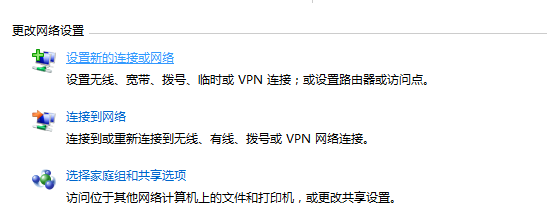 更改网络设置
设置新的连接或网络
设置无线、宽带、拨号、临时或 VPN 连接；或设置路由器或访问点。
连接到网络
连接到或重新连接到无线、有线、拨号或 VPN 网络连接。
选择家庭组和共享选项
访问位于其他网络计算机上的文件和打印机，或更改共享设置。